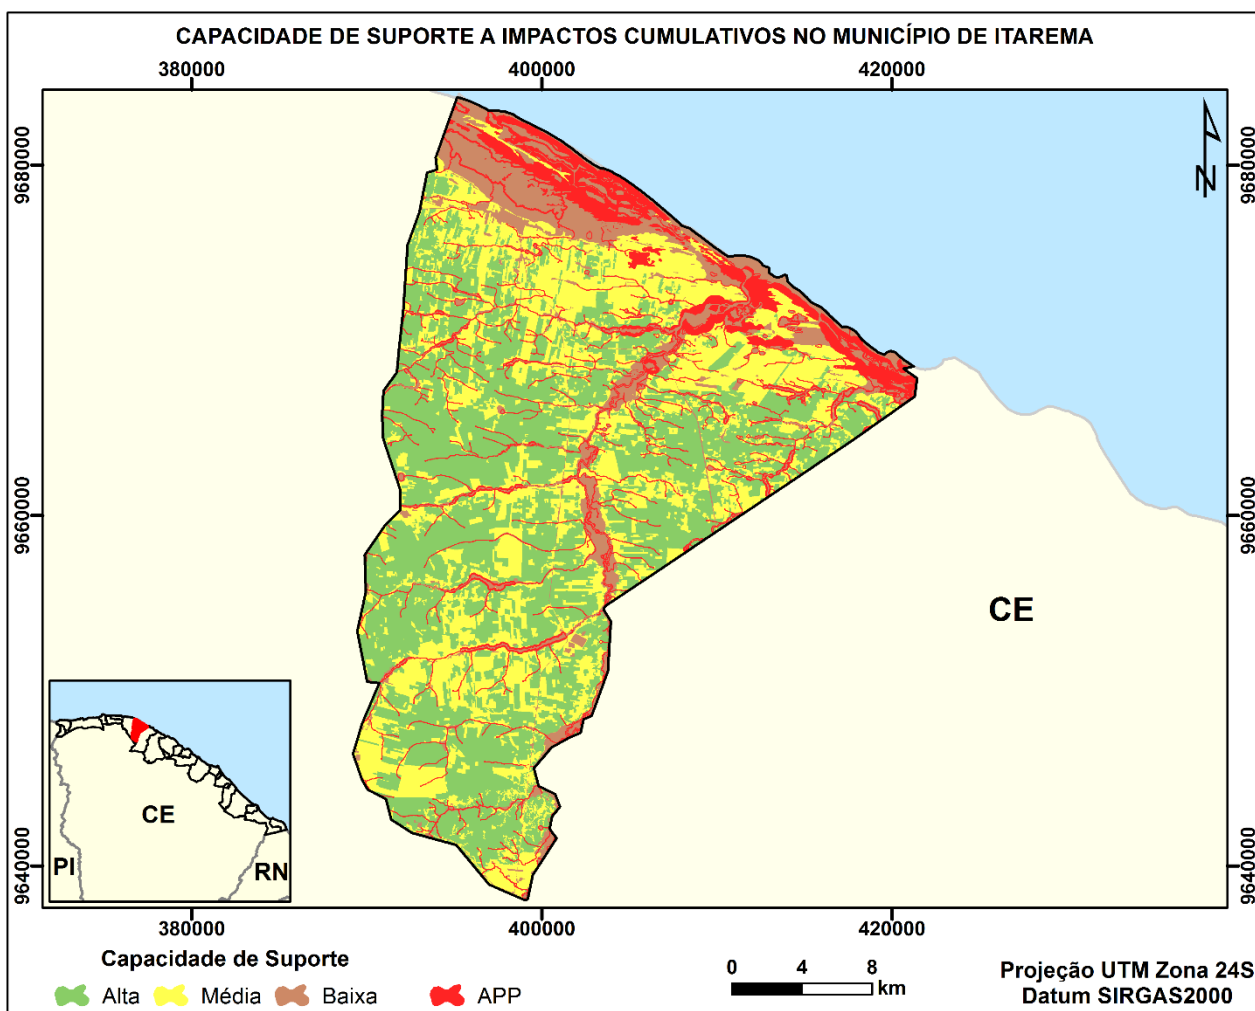 CAPACIDADE DE SUPORTE A IMPACTOS CUMULATIVOS NO MUNICÍPIO DE ITAREMA
380000 400000 420000
9680000 9680000
N
9660000 9660000
CE
CE
PI
RN
9640000 9640000
380000 400000 420000
Capacidade de Suporte
Alta Média Baixa APP
0 4 8
km
Projeção UTM Zona 24S
Datum SIRGAS2000